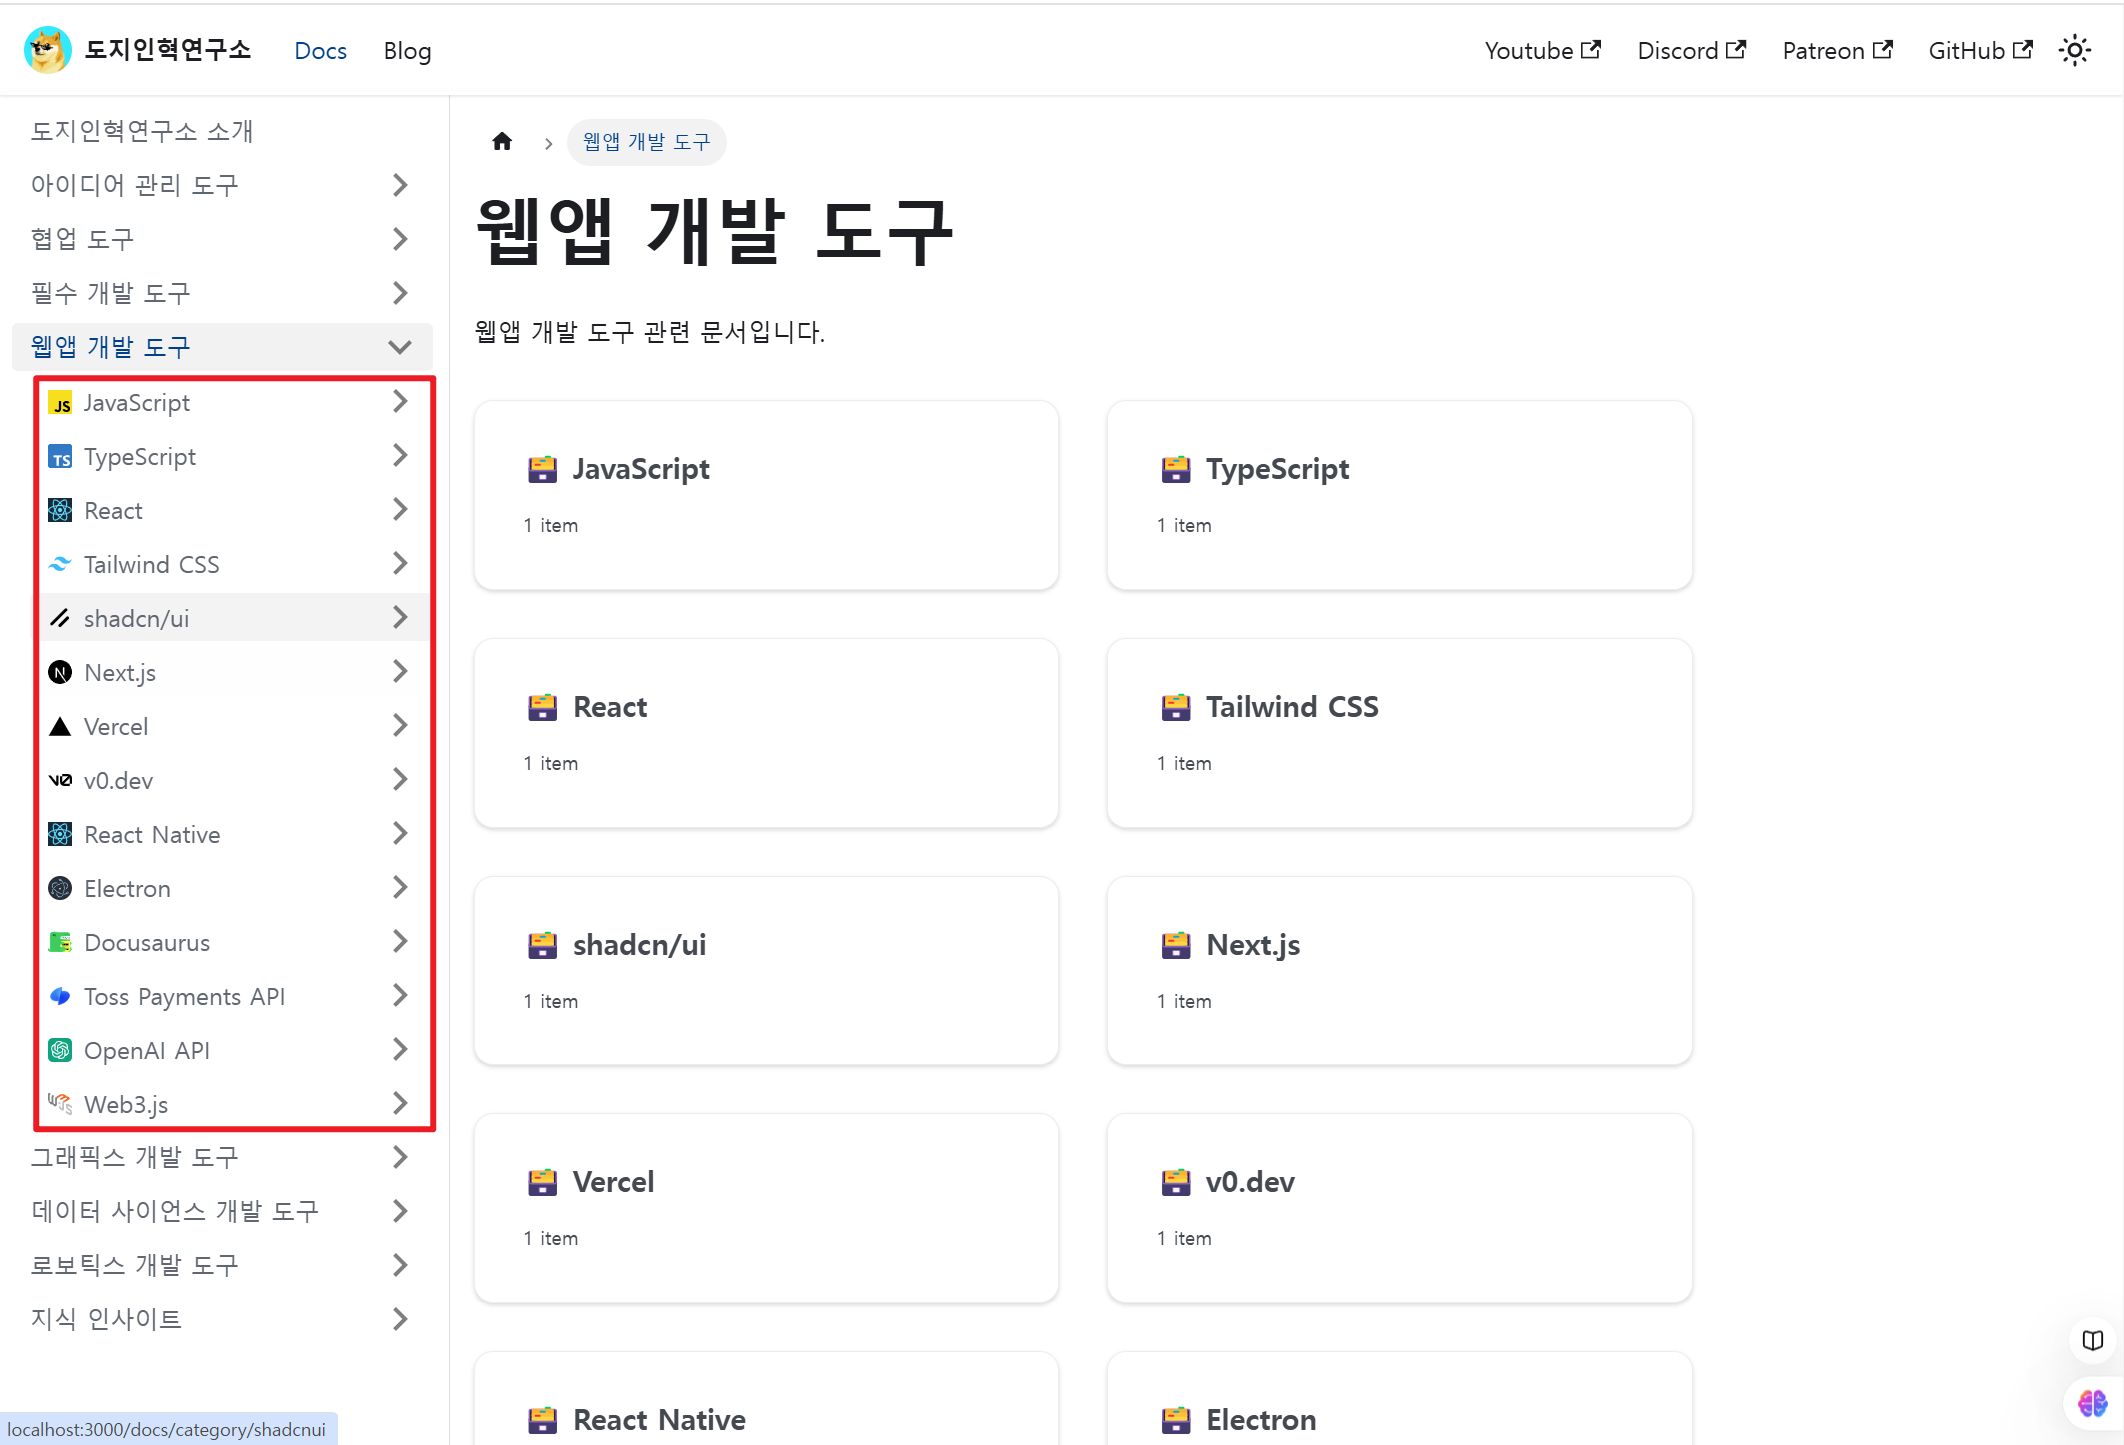 도지인혁연구소 Docs Blog Youtube Discord Patreon GitHub
도지인혁연구소 소개
아이디어 관리 도구
협업 도구
필수 개발 도구
웹앱 개발 도구
JS JavaScript
TS TypeScript
React
Tailwind CSS
shadcn/ui
N Next.js
Vercel
v0 v0.dev
React Native
Electron
Docusaurus
Toss Payments API
OpenAI API
W3JS Web3.js
그래픽스 개발 도구
데이터 사이언스 개발 도구
로보틱스 개발 도구
지식 인사이트
웹앱 개발 도구
웹앱 개발 도구
웹앱 개발 도구 관련 문서입니다.
JavaScript
1 item
TypeScript
1 item
React
1 item
Tailwind CSS
1 item
shadcn/ui
1 item
Next.js
1 item
Vercel
1 item
v0.dev
1 item
React Native
Electron
localhost:3000/docs/category/shadcnui